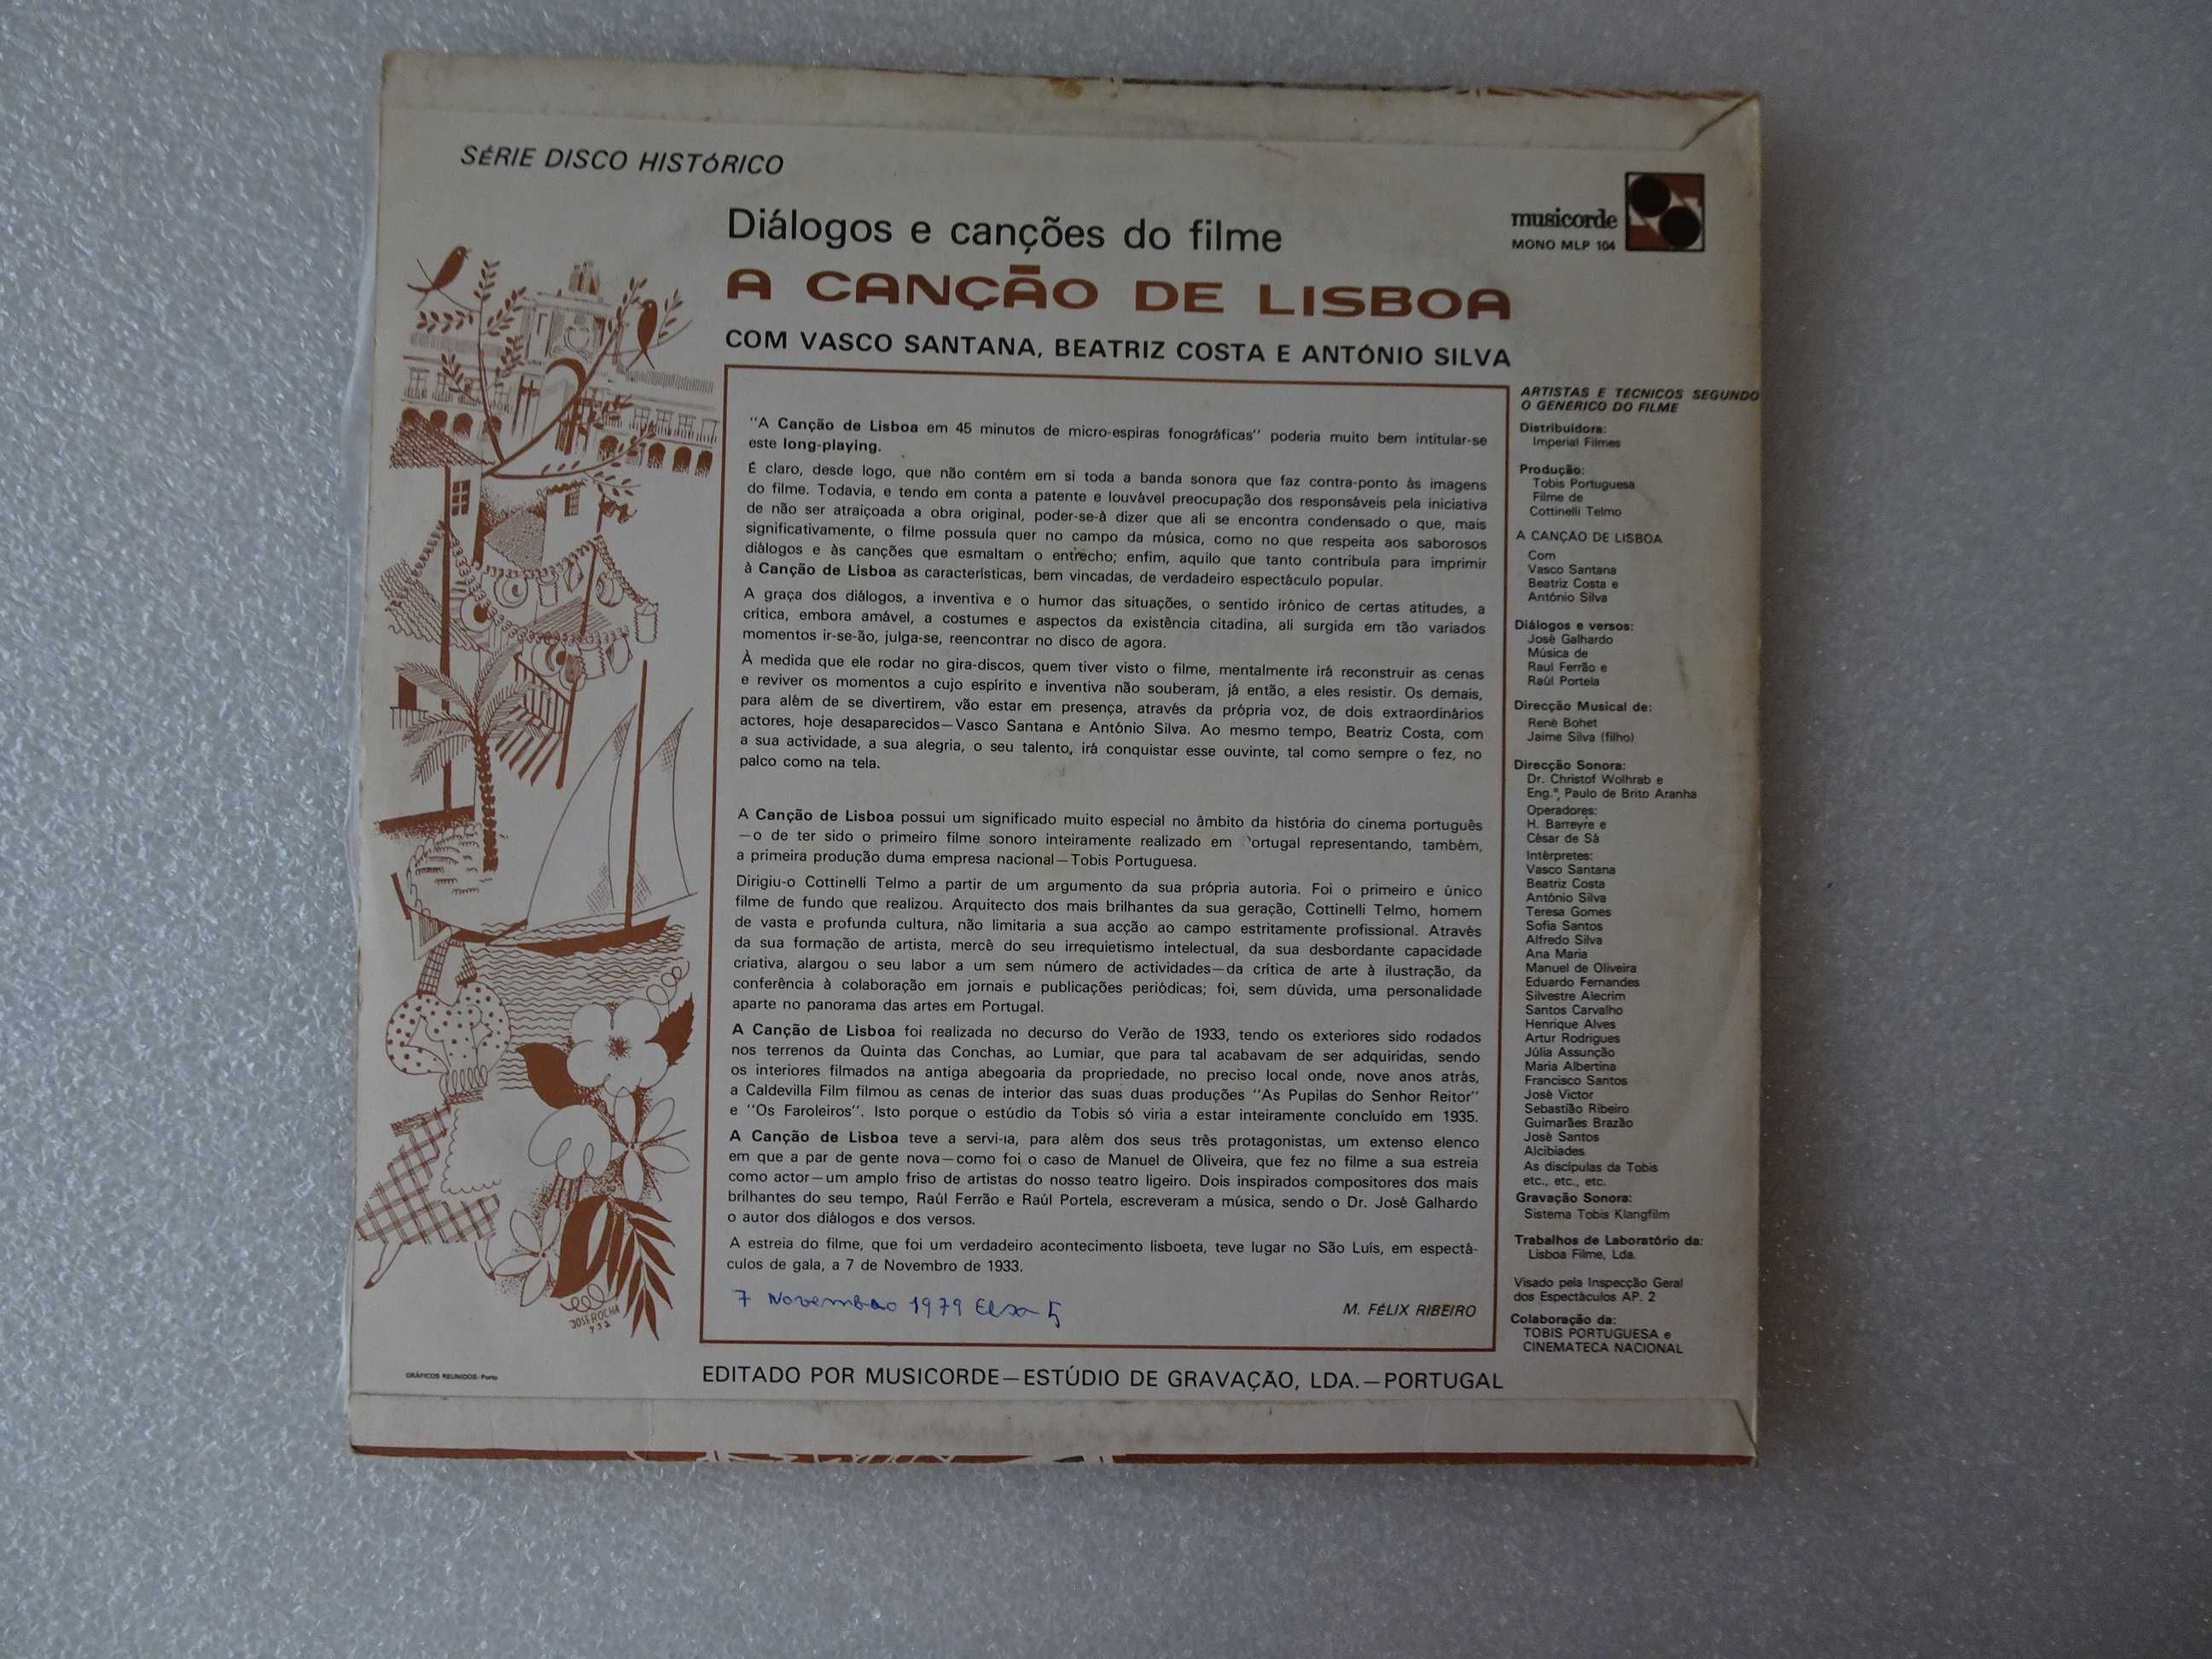 SÉRIE DISCO HISTÓRICO
musicorde
MONO MLP 104
Diálogos e canções do filme
A CANÇÃO DE LISBOA
COM VASCO SANTANA, BEATRIZ COSTA E ANTÓNIO SILVA
"A Canção de Lisboa em 45 minutos de micro-espiras fonográficas" poderia muito bem intitular-se
este long-playing.
É claro, desde logo, que não contém em si toda a banda sonora que faz contra-ponto às imagens
do filme. Todavia, e tendo em conta a patente e louvável preocupação dos responsáveis pela iniciativa
de não ser atraiçoada a obra original, poder-se-à dizer que ali se encontra condensado o que, mais
significativamente, o filme possuía quer no campo da música, como no que respeita aos saborosos
diálogos e às canções que esmaltam o entrecho; enfim, aquilo que tanto contribuía para imprimir
à Canção de Lisboa as características, bem vincadas, de verdadeiro espectáculo popular.
A graça dos diálogos, a inventiva e o humor das situações, o sentido irónico de certas atitudes, a
crítica, embora amável, a costumes e aspectos da existência citadina, ali surgida em tão variados
momentos ir-se-ão, julga-se, reencontrar no disco de agora.
À medida que ele rodar no gira-discos, quem tiver visto o filme, mentalmente irá reconstruir as cenas
e reviver os momentos a cujo espírito e inventiva não souberam, já então, a eles resistir. Os demais,
para além de se divertirem, vão estar em presença, através da própria voz, de dois extraordinários
actores, hoje desaparecidos—Vasco Santana e António Silva. Ao mesmo tempo, Beatriz Costa, com
a sua actividade, a sua alegria, o seu talento, irá conquistar esse ouvinte, tal como sempre o fez, no
palco como na tela.
A Canção de Lisboa possui um significado muito especial no âmbito da história do cinema português
—o de ter sido o primeiro filme sonoro inteiramente realizado em Portugal representando, também,
a primeira produção duma empresa nacional—Tobis Portuguesa.
Dirigiu-o Cottinelli Telmo a partir de um argumento da sua própria autoria. Foi o primeiro e único
filme de fundo que realizou. Arquitecto dos mais brilhantes da sua geração, Cottinelli Telmo, homem
de vasta e profunda cultura, não limitaria a sua acção ao campo estritamente profissional. Através
da sua formação de artista, mercê do seu irrequietismo intelectual, da sua desbordante capacidade
criativa, alargou o seu labor a um sem número de actividades—da crítica de arte à ilustração, da
conferência à colaboração em jornais e publicações periódicas; foi, sem dúvida, uma personalidade
aparte no panorama das artes em Portugal.
A Canção de Lisboa foi realizada no decurso do Verão de 1933, tendo os exteriores sido rodados
nos terrenos da Quinta das Conchas, ao Lumiar, que para tal acabavam de ser adquiridas, sendo
os interiores filmados na antiga abegoaria da propriedade, no preciso local onde, nove anos atrás,
a Caldevilla Film filmou as cenas de interior das suas duas produções "As Pupilas do Senhor Reitor"
e "Os Faroleiros". Isto porque o estúdio da Tobis só viria a estar inteiramente concluído em 1935.
A Canção de Lisboa teve a servi-la, para além dos seus três protagonistas, um extenso elenco
em que a par de gente nova—como foi o caso de Manuel de Oliveira, que fez no filme a sua estreia
como actor—um amplo friso de artistas do nosso teatro ligeiro. Dois inspirados compositores dos mais
brilhantes do seu tempo, Raúl Ferrão e Raúl Portela, escreveram a música, sendo o Dr. José Galhardo
o autor dos diálogos e dos versos.
A estreia do filme, que foi um verdadeiro acontecimento lisboeta, teve lugar no São Luís, em espectá-
culos de gala, a 7 de Novembro de 1933.
7 Novembro 1979 Elsa
M. FÉLIX RIBEIRO
ARTISTAS E TÉCNICOS SEGUNDO
O GENÉRICO DO FILME
Distribuidora:
Imperial Filmes
Produção:
Tobis Portuguesa
Filme de
Cottinelli Telmo
A CANÇÃO DE LISBOA
Com
Vasco Santana
Beatriz Costa e
António Silva
Diálogos e versos:
José Galhardo
Música de
Raul Ferrão e
Raúl Portela
Direcção Musical de:
René Bohet
Jaime Silva (filho)
Direcção Sonora:
Dr. Christof Wolhrab e
Eng.º, Paulo de Brito Aranha
Operadores:
H. Barreyre e
César de Sá
Intérpretes:
Vasco Santana
Beatriz Costa
António Silva
Teresa Gomes
Sofia Santos
Alfredo Silva
Ana Maria
Manuel de Oliveira
Eduardo Fernandes
Silvestre Alecrim
Santos Carvalho
Henrique Alves
Artur Rodrigues
Júlia Assunção
Maria Albertina
Francisco Santos
José Victor
Sebastião Ribeiro
Guimarães Brazão
José Santos
Alcibiades
As discípulas da Tobis
etc., etc., etc.
Gravação Sonora:
Sistema Tobis Klangfilm
Trabalhos de Laboratório da:
Lisboa Filme, Lda.
Visado pela Inspecção Geral
dos Espectáculos AP. 2
Colaboração da:
TOBIS PORTUGUESA e
CINEMATECA NACIONAL
JOSÉ ROCHA
GRÁFICOS REUNIDOS-Porto
EDITADO POR MUSICORDE—ESTÚDIO DE GRAVAÇÃO, LDA.—PORTUGAL